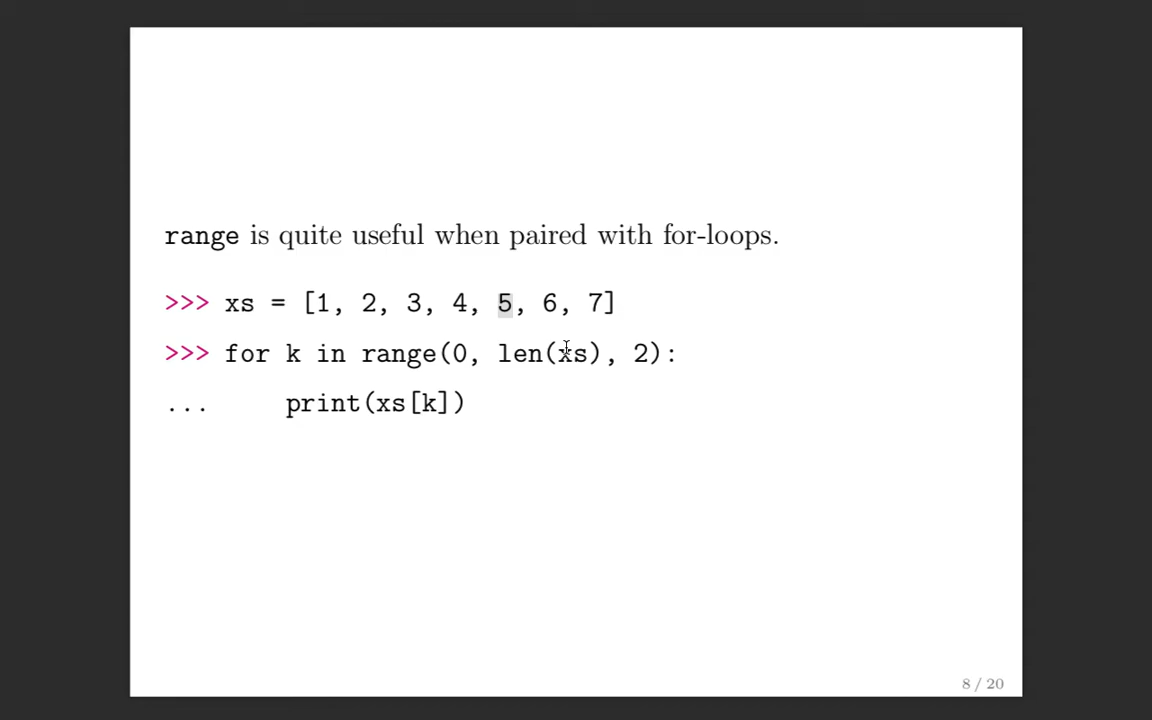 range is quite useful when paired with for-loops.
>>> xs = [1, 2, 3, 4, 5, 6, 7]
>>> for k in range(0, len(xs), 2):
...     print(xs[k])
8 / 20